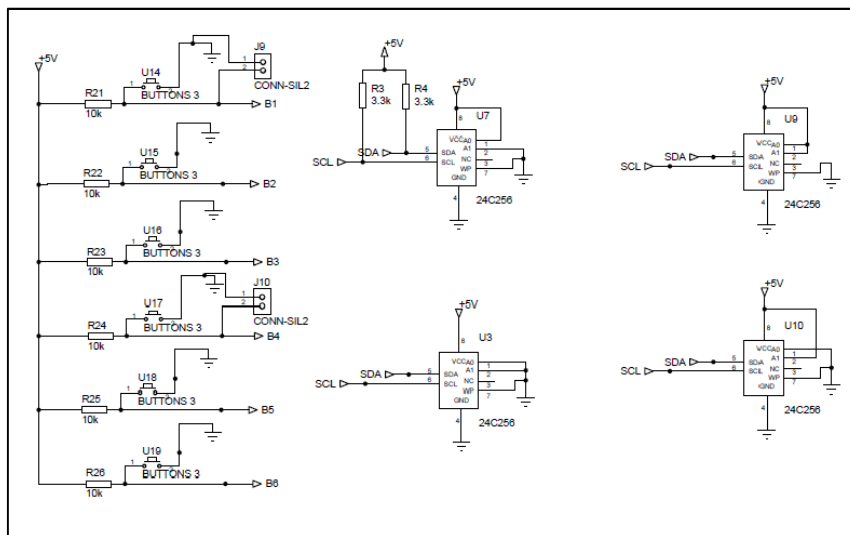 +5V
U14
1
2
BUTTONS 3
J9
1
2
CONN-SIL2
R21
10k
B1
U15
1
2
BUTTONS 3
R22
10k
B2
U16
1
2
BUTTONS 3
R23
10k
B3
U17
1
2
BUTTONS 3
J10
1
2
CONN-SIL2
R24
10k
B4
U18
1
2
BUTTONS 3
R25
10k
B5
U19
1
2
BUTTONS 3
R26
10k
B6
+5V
R3
3.3k
R4
3.3k
+5V
U7
8
VCC A0 1
A1 2
SDA 5 SDA NC 3
SCL 6 SCL WP 7
GND
4
24C256
+5V
U9
8
VCC A0 1
A1 2
SDA 5 SDA NC 3
SCL 6 SCL WP 7
GND
4
24C256
+5V
U3
8
VCC A0 1
A1 2
SDA 5 SDA NC 3
SCL 6 SCL WP 7
GND
4
24C256
+5V
U10
8
VCC A0 1
A1 2
SDA 5 SDA NC 3
SCL 6 SCL WP 7
GND
4
24C256